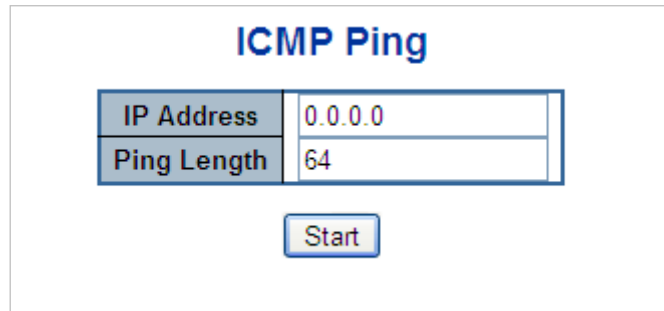 ICMP Ping
IP Address 0.0.0.0
Ping Length 64
Start